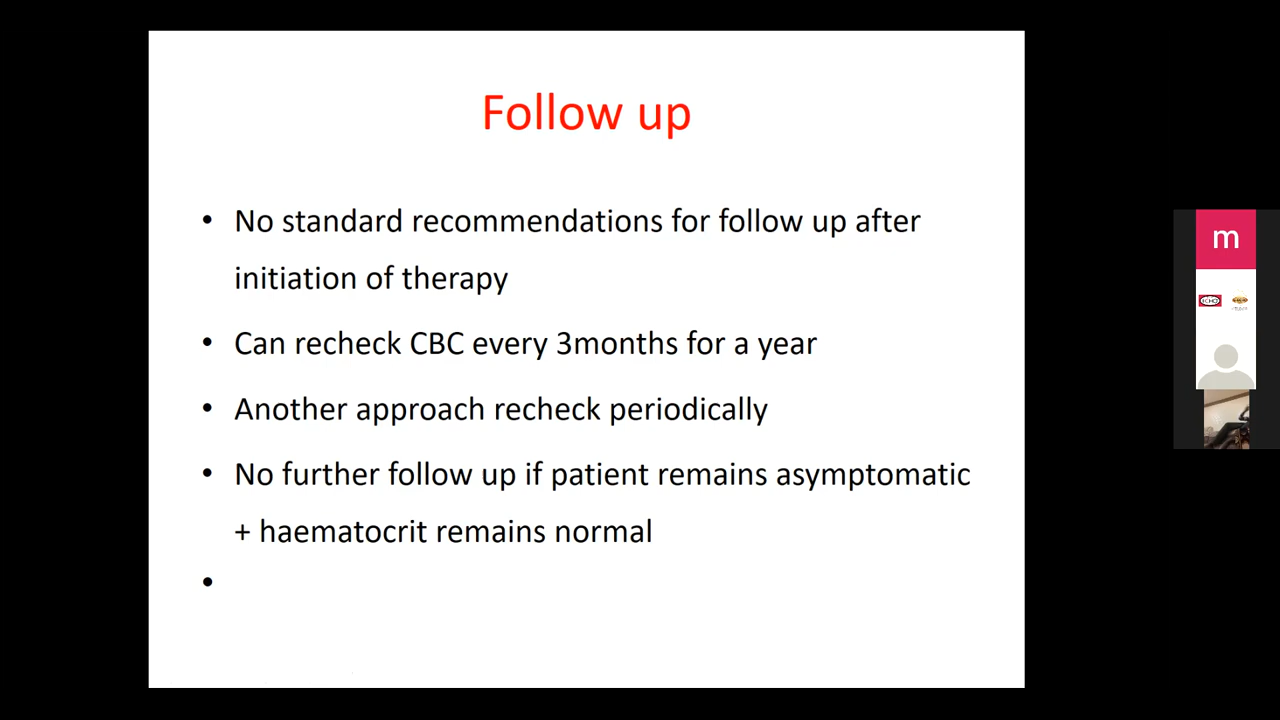 Follow up
• No standard recommendations for follow up after
initiation of therapy
• Can recheck CBC every 3months for a year
• Another approach recheck periodically
• No further follow up if patient remains asymptomatic
+ haematocrit remains normal
•
m
ECHO